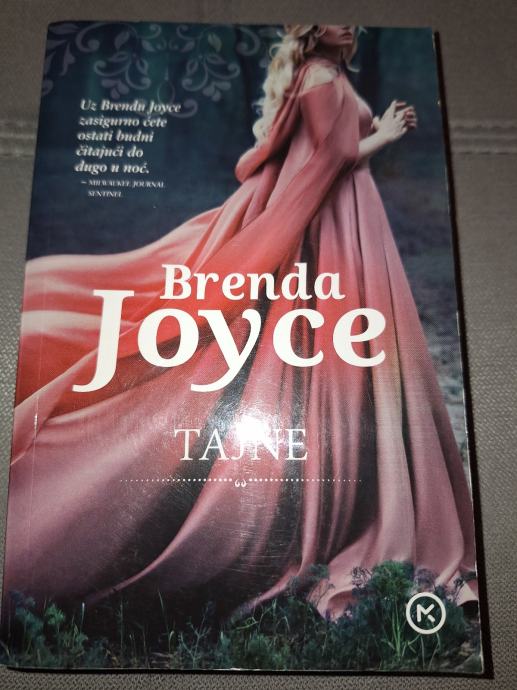 Uz Brendu Joyce
zasigurno ćete
ostati budni
čitajući do
dugo u noć.
– MILWAUKEE JOURNAL
SENTINEL
Brenda
Joyce
TAJNE